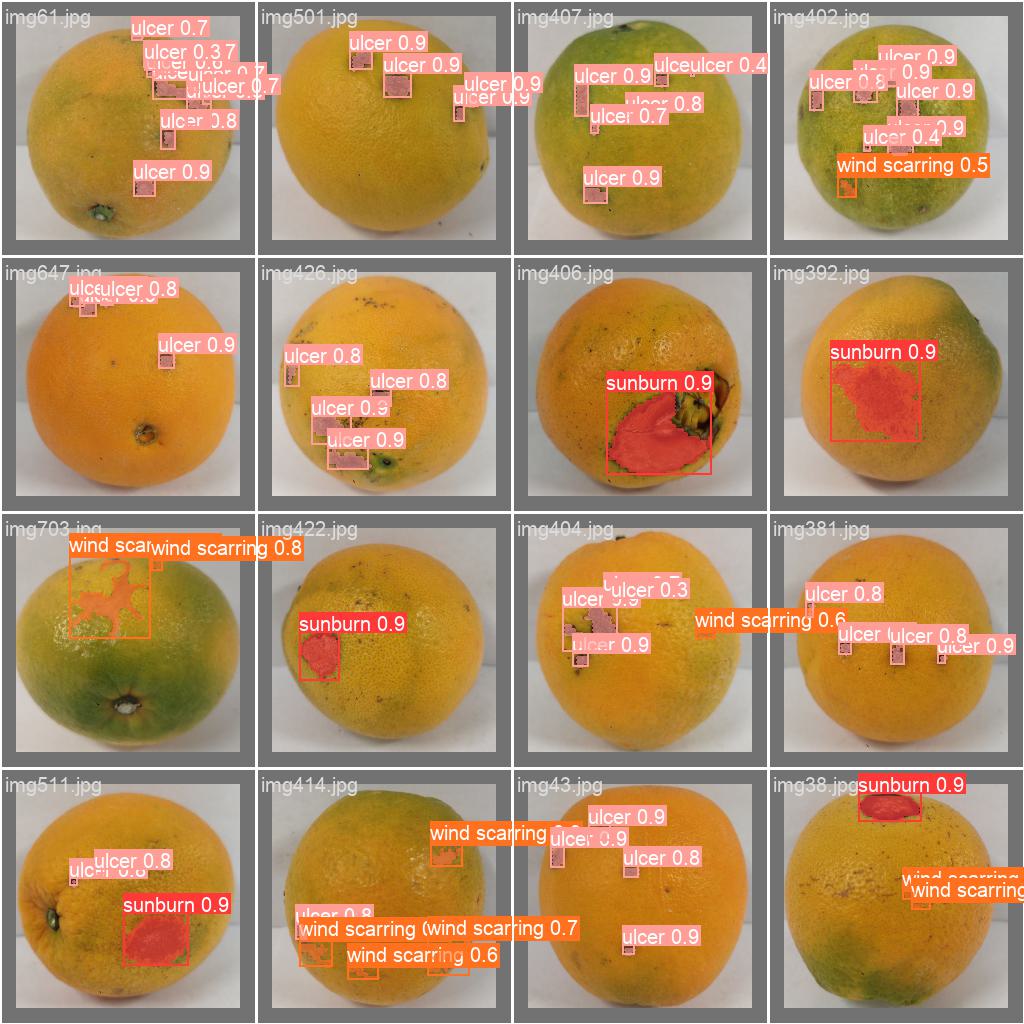 img61.jpg
ulcer 0.7
ulcer 0.3
ulcer 0.7
ulcer 0.8
ulcer 0.9
img501.jpg
ulcer 0.9
ulcer 0.9
ulcer 0.9
img407.jpg
ulcer 0.4
ulcer 0.9
ulcer 0.8
ulcer 0.7
ulcer 0.9
img402.jpg
ulcer 0.9
ulcer 0.8
ulcer 0.9
ulcer 0.4
wind scarring 0.5
img647.jpg
ulcer 0.8
ulcer 0.9
img426.jpg
ulcer 0.8
ulcer 0.8
ulcer 0.9
ulcer 0.9
img406.jpg
sunburn 0.9
img392.jpg
sunburn 0.9
img703.jpg
wind scarring 0.8
img422.jpg
sunburn 0.9
img404.jpg
ulcer 0.3
ulcer 0.9
wind scarring 0.6
ulcer 0.9
img381.jpg
ulcer 0.8
ulcer
ulcer 0.8
ulcer 0.9
img511.jpg
ulcer 0.8
sunburn 0.9
img414.jpg
wind scarring
ulcer 0.8
wind scarring
wind scarring 0.7
wind scarring 0.6
img43.jpg
ulcer 0.9
ulcer 0.9
ulcer 0.8
ulcer 0.9
img38.jpg
sunburn 0.9
wind scarring
wind scarring